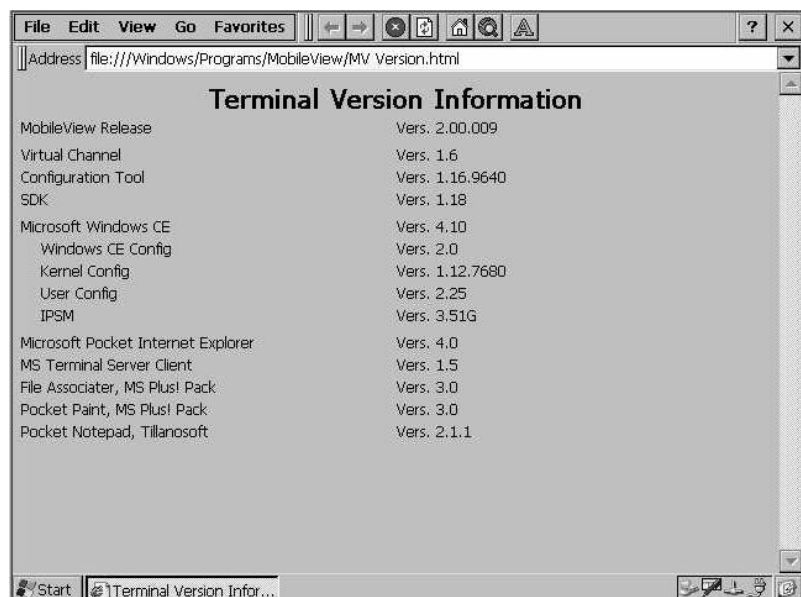 File Edit View Go Favorites ?
Address file:///Windows/Programs/MobileView/MV Version.html
Terminal Version Information
MobileView Release Vers. 2.00.009
Virtual Channel Vers. 1.6
Configuration Tool Vers. 1.16.9640
SDK Vers. 1.18
Microsoft Windows CE Vers. 4.10
Windows CE Config Vers. 2.0
Kernel Config Vers. 1.12.7680
User Config Vers. 2.25
IPSM Vers. 3.51G
Microsoft Pocket Internet Explorer Vers. 4.0
MS Terminal Server Client Vers. 1.5
File Associater, MS Plus! Pack Vers. 3.0
Pocket Paint, MS Plus! Pack Vers. 3.0
Pocket Notepad, Tillanosoft Vers. 2.1.1
Start Terminal Version Infor...